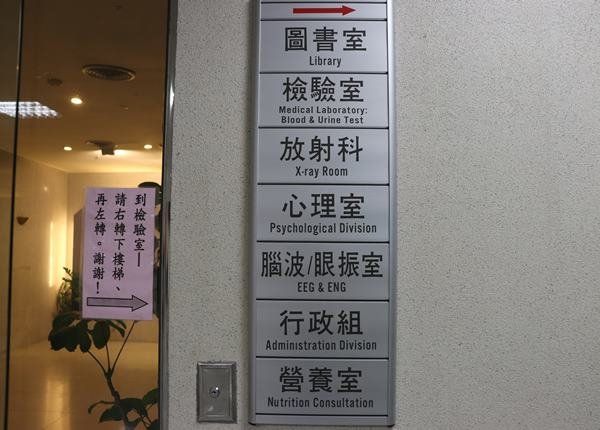 圖書室
Library
檢驗室
Medical Laboratory:
Blood & Urine Test
放射科
X-ray Room
心理室
Psychological Division
腦波/眼振室
EEG & ENG
行政組
Administration Division
營養室
Nutrition Consultation
到檢驗室—
請右轉下樓梯、
再左轉。謝謝!